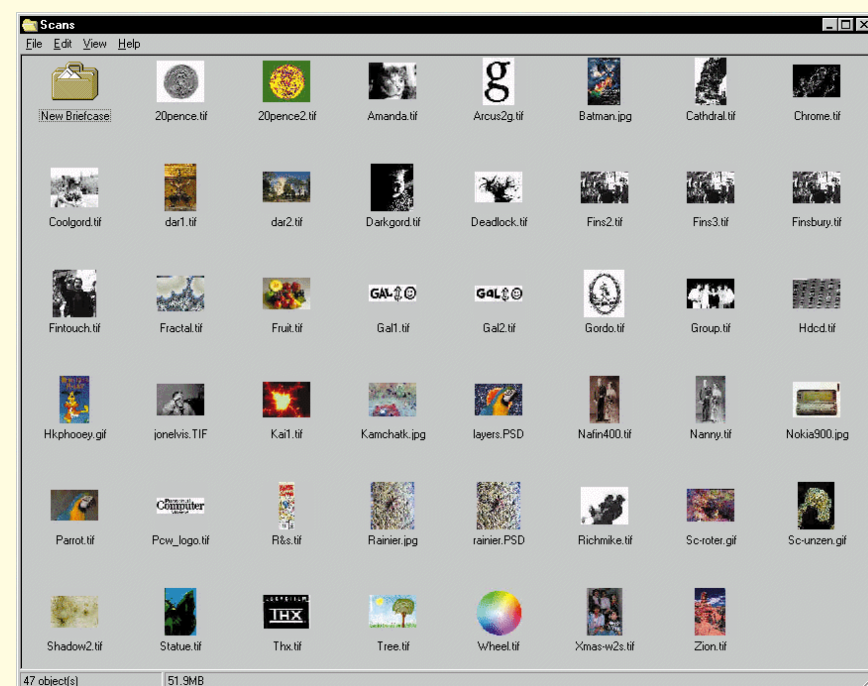 Scans
File Edit View Help
New Briefcase 20pence.tif 20pence2.tif Amanda.tif Arcus2g.tif Batman.jpg Cathdral.tif Chrome.tif
g
Coolgord.tif dar1.tif dar2.tif Darkgord.tif Deadlock.tif Fins2.tif Fins3.tif Finsbury.tif
GAL
GAL
Fintouch.tif Fractal.tif Fruit.tif Gal1.tif Gal2.tif Gordo.tif Group.tif Hdcd.tif
Hkphooey.gif jonelvis.TIF Kai1.tif Kamchatk.jpg layers.PSD Nafin400.tif Nanny.tif Nokia900.jpg
Computer
Parrot.tif Pcw_logo.tif R&s.tif Rainier.jpg rainier.PSD Richmike.tif Sc-roter.gif Sc-unzen.gif
THX
Shadow2.tif Statue.tif Thx.tif Tree.tif Wheel.tif Xmas-w2s.tif Zion.tif
47 object(s) 51.9MB